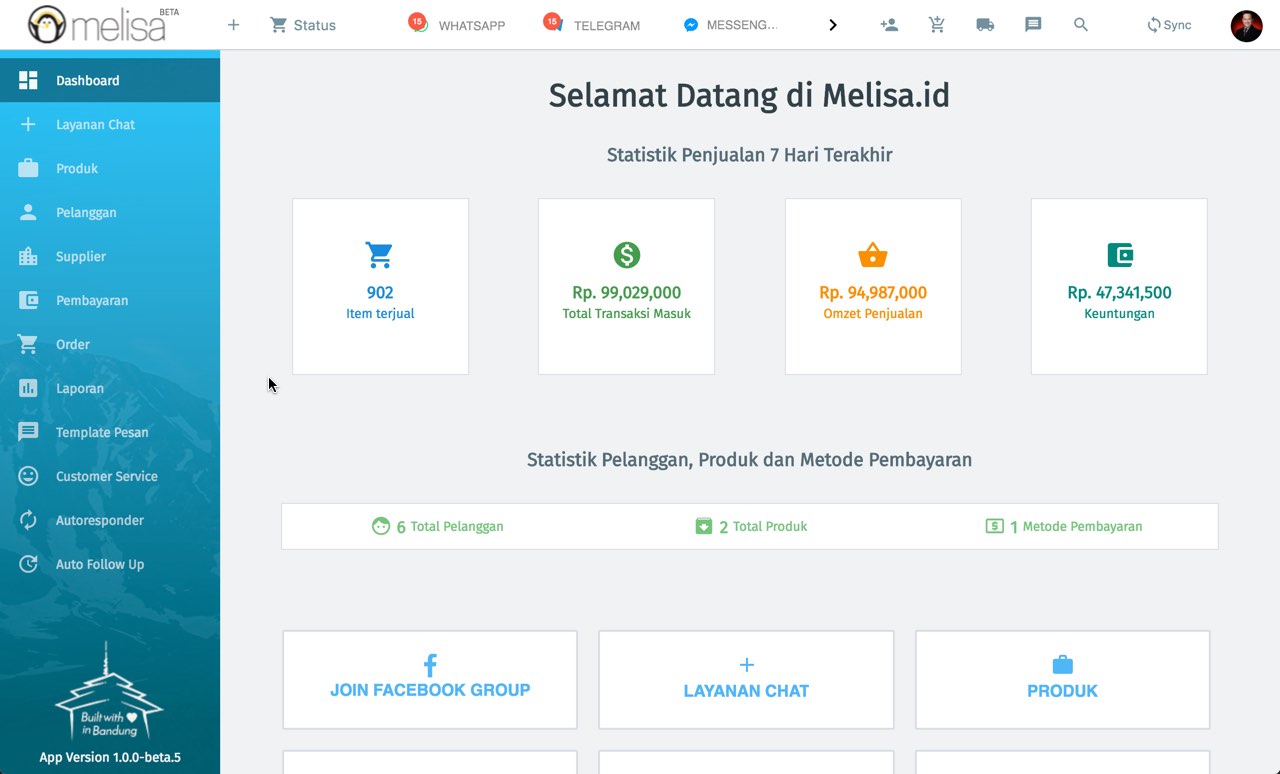 melisa
BETA
Status
15
WHATSAPP
15
TELEGRAM
MESSENG...
Sync
Dashboard
Layanan Chat
Produk
Pelanggan
Supplier
Pembayaran
Order
Laporan
Template Pesan
Customer Service
Autoresponder
Auto Follow Up
Built with
in Bandung
App Version 1.0.0-beta.5
Selamat Datang di Melisa.id
Statistik Penjualan 7 Hari Terakhir
902
Item terjual
Rp. 99,029,000
Total Transaksi Masuk
Rp. 94,987,000
Omzet Penjualan
Rp. 47,341,500
Keuntungan
Statistik Pelanggan, Produk dan Metode Pembayaran
6 Total Pelanggan
2 Total Produk
1 Metode Pembayaran
JOIN FACEBOOK GROUP
LAYANAN CHAT
PRODUK